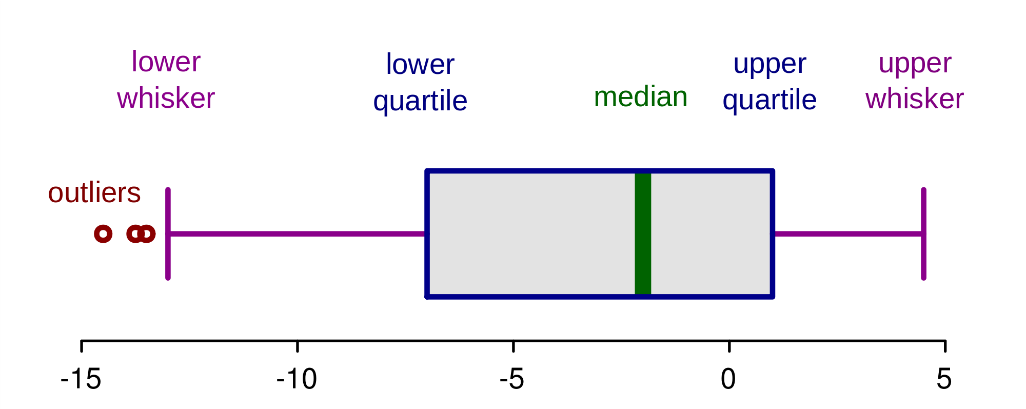 lower
whisker
lower
quartile
median
upper
quartile
upper
whisker
outliers
-15
-10
-5
0
5